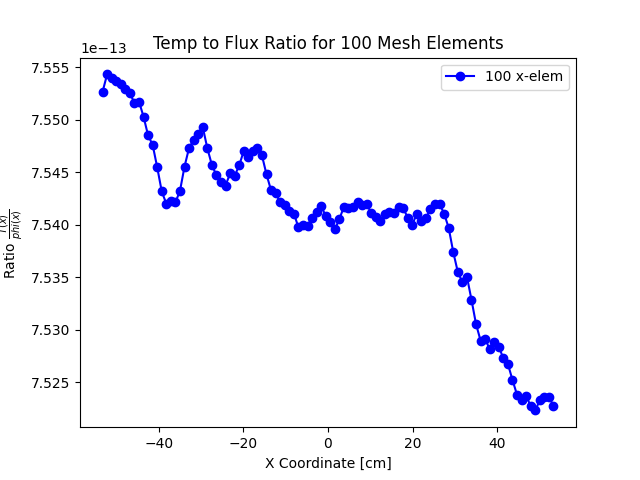 Temp to Flux Ratio for 100 Mesh Elements
1e−13
7.555
7.550
7.545
7.540
7.535
7.530
7.525
100 x-elem
Ratio T(x)/phi(x)
−40
−20
0
20
40
X Coordinate [cm]